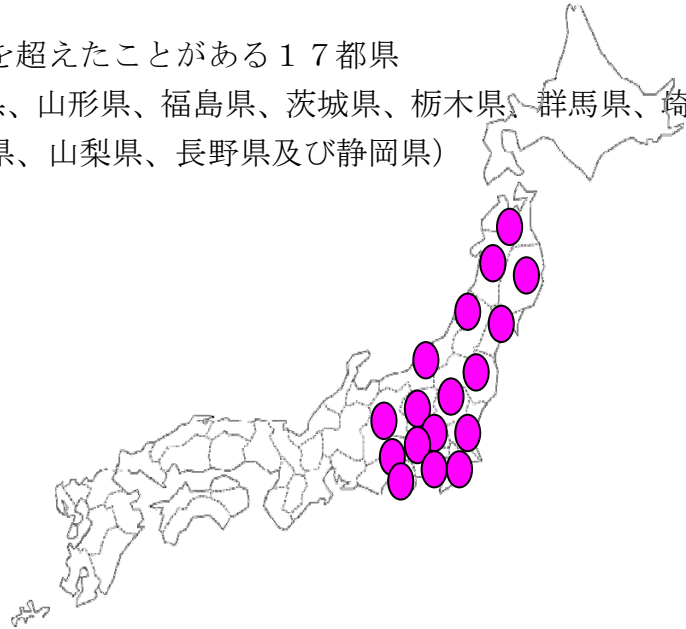 を超えたことがある１７都県
県、山形県、福島県、茨城県、栃木県、群馬県、埼
県、山梨県、長野県及び静岡県）